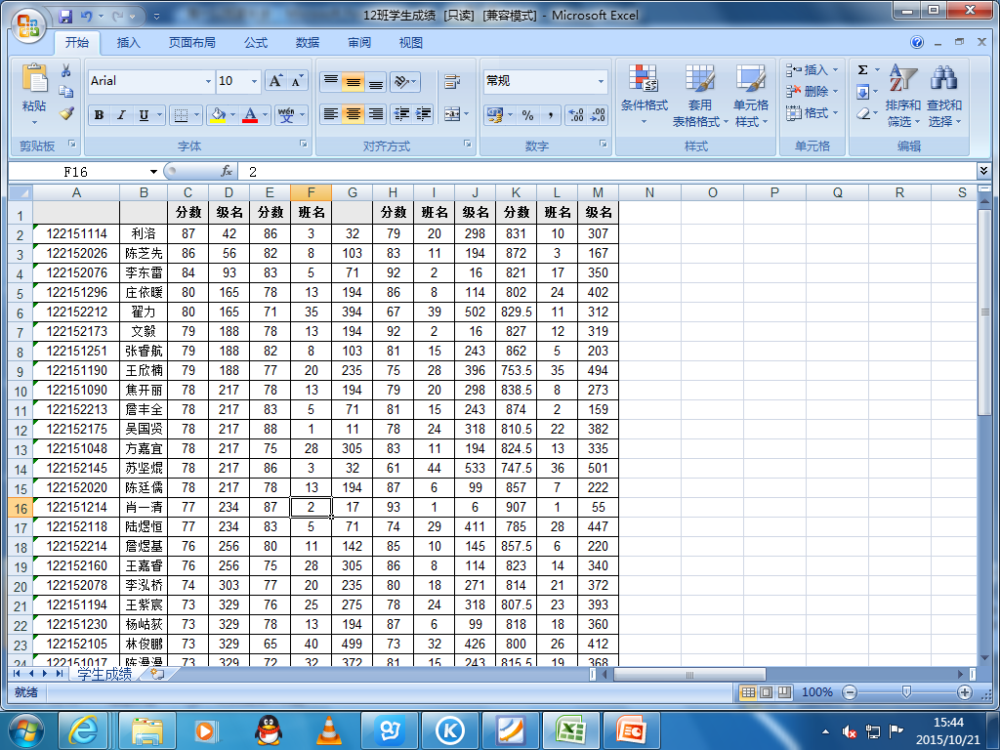 12班学生成绩 [只读] [兼容模式] - Microsoft Excel
开始 插入 页面布局 公式 数据 审阅 视图
粘贴
剪贴板
Arial 10
B I U wén 文
字体
对齐方式
常规
% ,
数字
条件格式 套用表格格式 单元格样式
样式
插入
删除
格式
单元格
Σ 排序和筛选 查找和选择
编辑
F16 fx 2
A B C D E F G H I J K L M N O P Q R S
1 分数 级名 分数 班名 分数 班名 级名 分数 班名 级名
2 122151114 利洛 87 42 86 3 32 79 20 298 831 10 307
3 122152026 陈芝先 86 56 82 8 103 83 11 194 872 3 167
4 122152076 李东雷 84 93 83 5 71 92 2 16 821 17 350
5 122151296 庄依暖 80 165 78 13 194 86 8 114 802 24 402
6 122152212 翟力 80 165 71 35 394 67 39 502 829.5 11 312
7 122152173 文毅 79 188 78 13 194 92 2 16 827 12 319
8 122151251 张睿航 79 188 82 8 103 81 15 243 862 5 203
9 122151190 王欣楠 79 188 77 20 235 75 28 396 753.5 35 494
10 122151090 焦开丽 78 217 78 13 194 79 20 298 838.5 8 273
11 122152213 詹丰全 78 217 83 5 71 81 15 243 874 2 159
12 122152175 吴国贤 78 217 88 1 11 78 24 318 810.5 22 382
13 122151048 方嘉宜 78 217 75 28 305 83 11 194 824.5 13 335
14 122152145 苏坚焜 78 217 86 3 32 61 44 533 747.5 36 501
15 122152020 陈廷儒 78 217 78 13 194 87 6 99 857 7 222
16 122151214 肖一清 77 234 87 2 17 93 1 6 907 1 55
17 122152118 陆煜恒 77 234 83 5 71 74 29 411 785 28 447
18 122152214 詹煜基 76 256 80 11 142 85 10 145 857.5 6 220
19 122152160 王嘉睿 76 256 75 28 305 86 8 114 823 14 340
20 122152078 李泓桥 74 303 77 20 235 80 18 271 814 21 372
21 122151194 王紫宸 73 329 76 25 275 78 24 318 807.5 23 393
22 122151230 杨岵荻 73 329 78 13 194 87 6 99 818 18 360
23 122152105 林俊鹏 73 329 65 40 499 73 32 426 800 26 412
24 122151017 陈漫漫 73 329 72 32 372 81 15 243 815.5 19 368
学生成绩
就绪 100%
15:44
2015/10/21